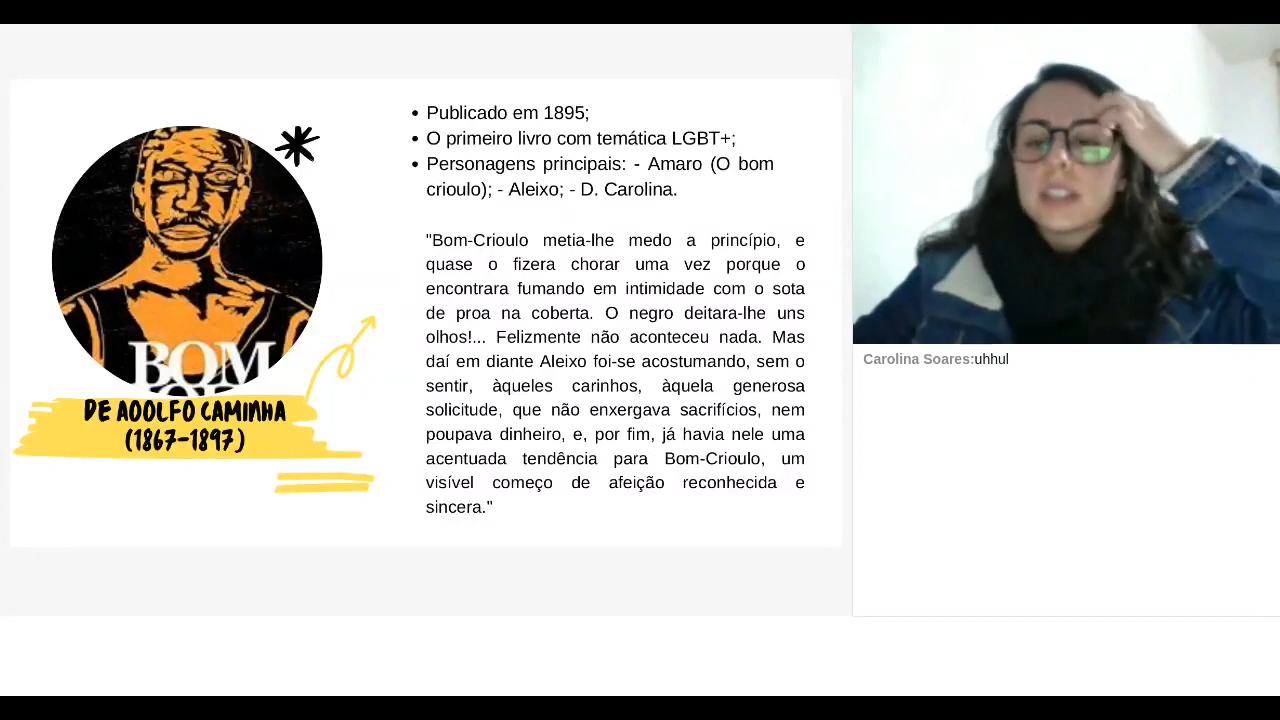 BOM
DE ADOLFO CAMINHA
(1867-1897)
• Publicado em 1895;
• O primeiro livro com temática LGBT+;
• Personagens principais: - Amaro (O bom
crioulo); - Aleixo; - D. Carolina.
"Bom-Crioulo metia-lhe medo a princípio, e
quase o fizera chorar uma vez porque o
encontrara fumando em intimidade com o sota
de proa na coberta. O negro deitara-lhe uns
olhos!... Felizmente não aconteceu nada. Mas
daí em diante Aleixo foi-se acostumando, sem o
sentir, àqueles carinhos, àquela generosa
solicitude, que não enxergava sacrifícios, nem
poupava dinheiro, e, por fim, já havia nele uma
acentuada tendência para Bom-Crioulo, um
visível começo de afeição reconhecida e
sincera."
Carolina Soares:uhhul